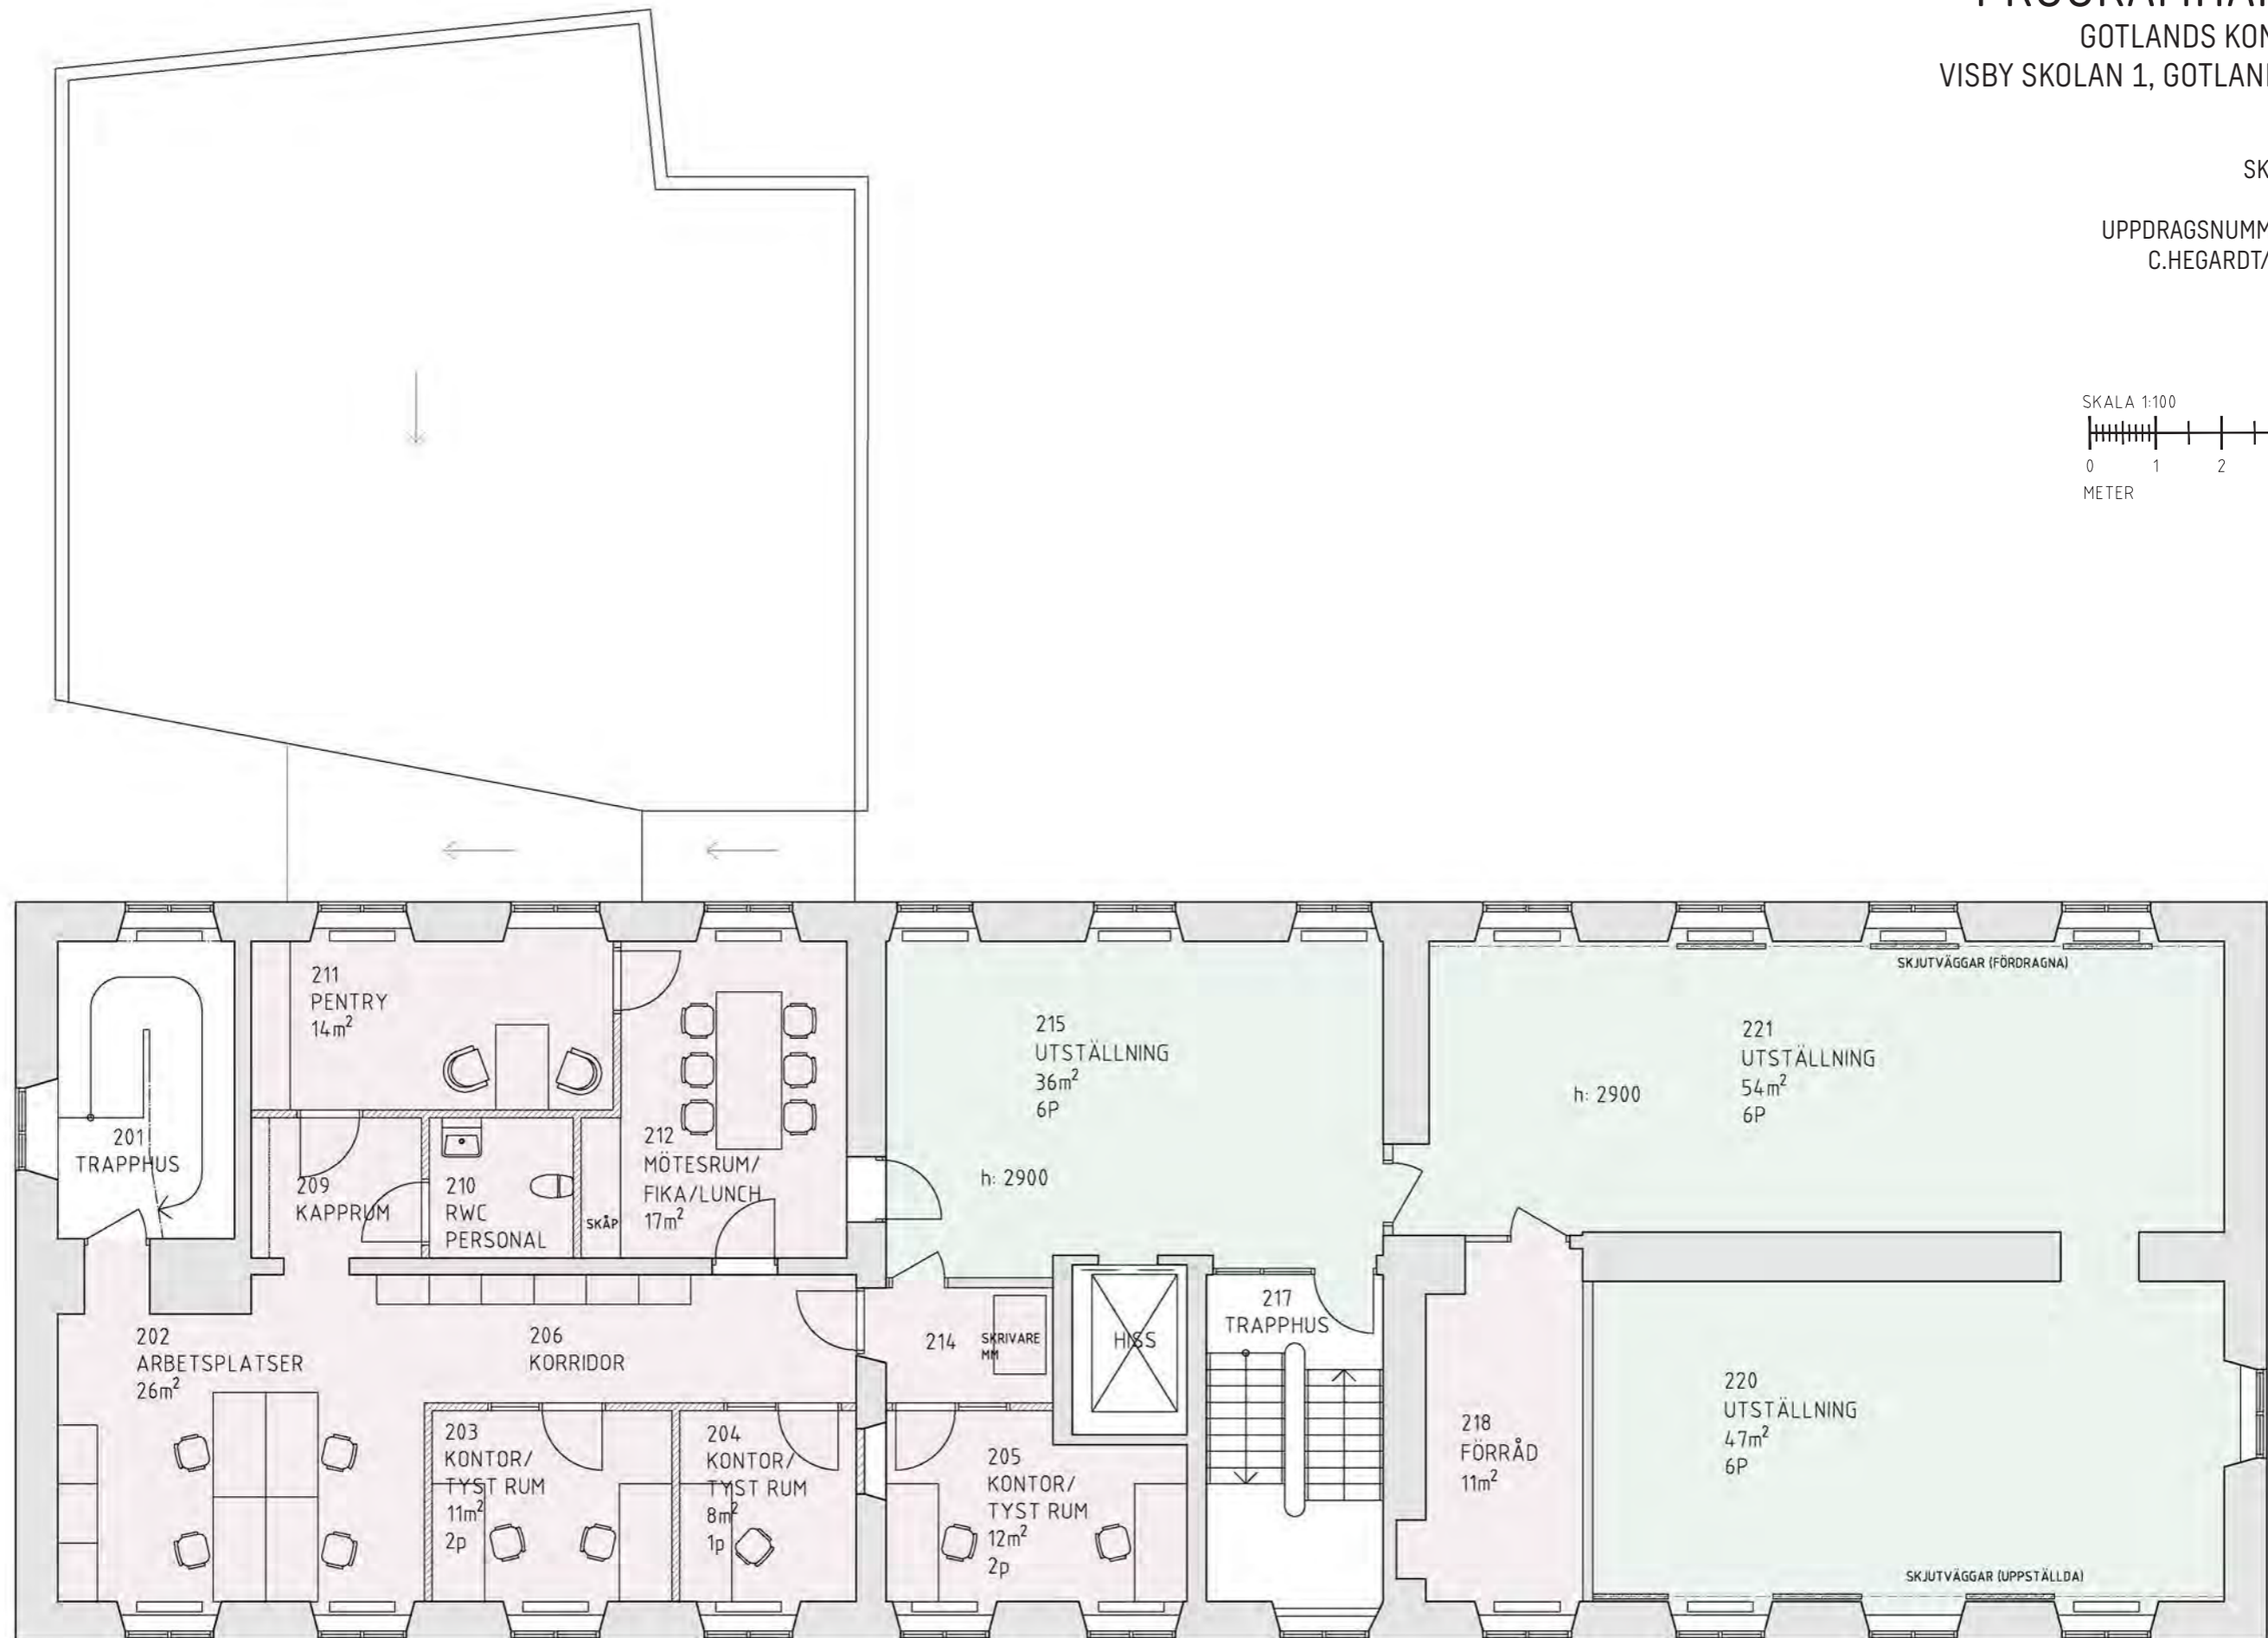 GOTLANDS KON
VISBY SKOLAN 1, GOTLAN
SK
UPPDRAGSNUMM
C.HEGARDT/
SKALA 1:100
0 1 2
METER
211
PENTRY
14m²
201
TRAPPHUS
209
KAPPRUM
210
RWC
PERSONAL
SKÅP
212
MÖTESRUM/
FIKA/LUNCH
17m²
215
UTSTÄLLNING
36m²
6P
h: 2900
SKJUTVÄGGAR (FÖRDRAGNA)
221
UTSTÄLLNING
54m²
6P
h: 2900
202
ARBETSPLATSER
26m²
206
KORRIDOR
214
SKRIVARE
MM
HISS
217
TRAPPHUS
203
KONTOR/
TYST RUM
11m²
2p
204
KONTOR/
TYST RUM
8m²
1p
205
KONTOR/
TYST RUM
12m²
2p
218
FÖRRÅD
11m²
220
UTSTÄLLNING
47m²
6P
SKJUTVÄGGAR (UPPSTÄLLDA)